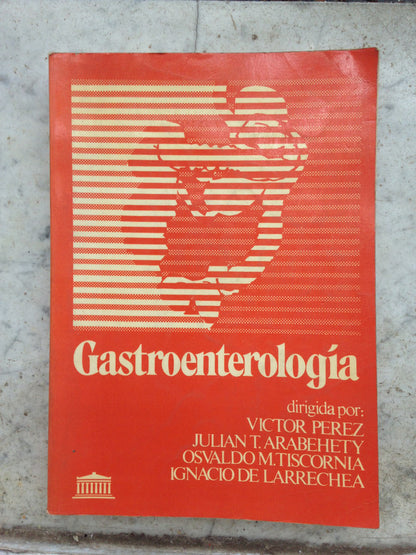 Gastroenterología
dirigida por:
VICTOR PEREZ
JULIAN T. ARABEHETY
OSVALDO M. TISCORNIA
IGNACIO DE LARRECHEA